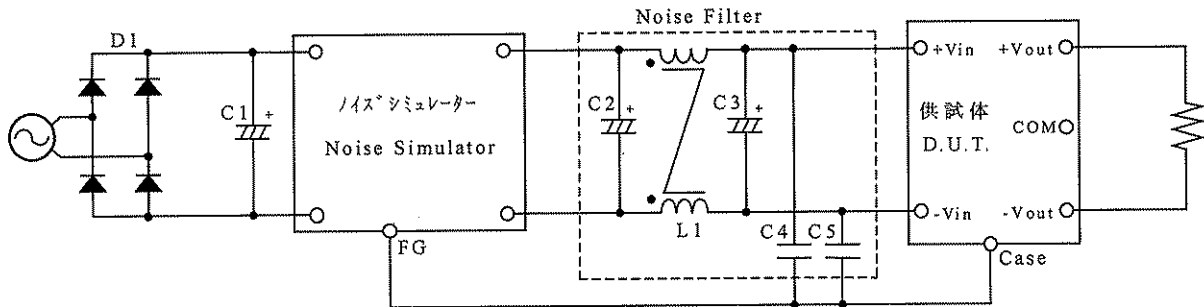 Noise Filter
D1
C1 +
ノイズシミュレーター
Noise Simulator
FG
C2 +
C3 +
L1
C4
C5
+Vin
+Vout
供試体
D.U.T.
COM
-Vin
-Vout
Case